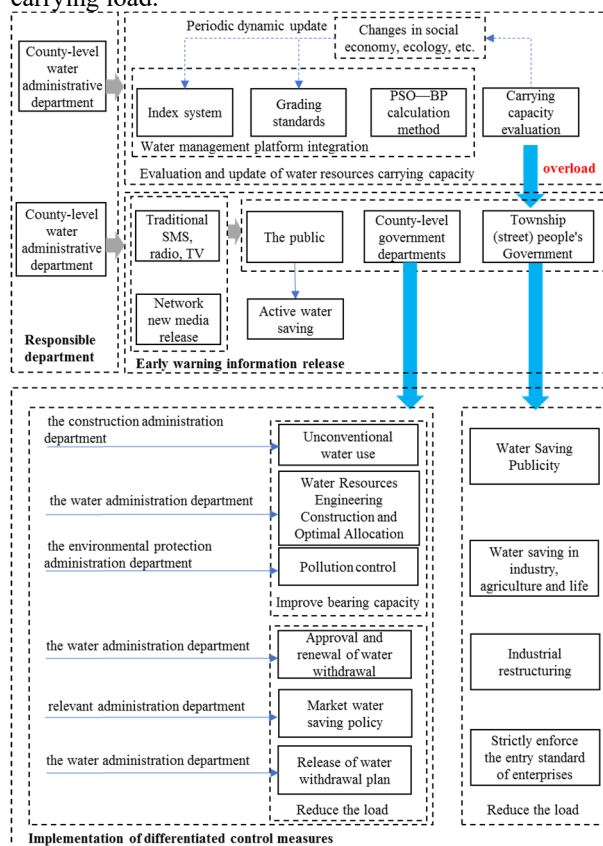 carrying load.
Periodic dynamic update
Changes in social
economy, ecology, etc.
County-level
water
administrative
department
Index system
Grading
standards
PSO—BP
calculation
method
Carrying
capacity
evaluation
Water management platform integration
Evaluation and update of water resources carrying capacity
overload
County-level
water
administrative
department
Traditional
SMS,
radio, TV
The public
County-level
government
departments
Township
(street) people's
Government
Network
new media
release
Active water
saving
Responsible
department
Early warning information release
the construction administration
department
Unconventional
water use
the water administration department
Water Resources
Engineering
Construction and
Optimal Allocation
the environmental protection
administration department
Pollution control
Improve bearing capacity
the water administration department
Approval and
renewal of water
withdrawal
relevant administration department
Market water
saving policy
the water administration department
Release of water
withdrawal plan
Reduce the load
Water Saving
Publicity
Water saving in
industry,
agriculture and
life
Industrial
restructuring
Strictly enforce
the entry standard
of enterprises
Reduce the load
Implementation of differentiated control measures